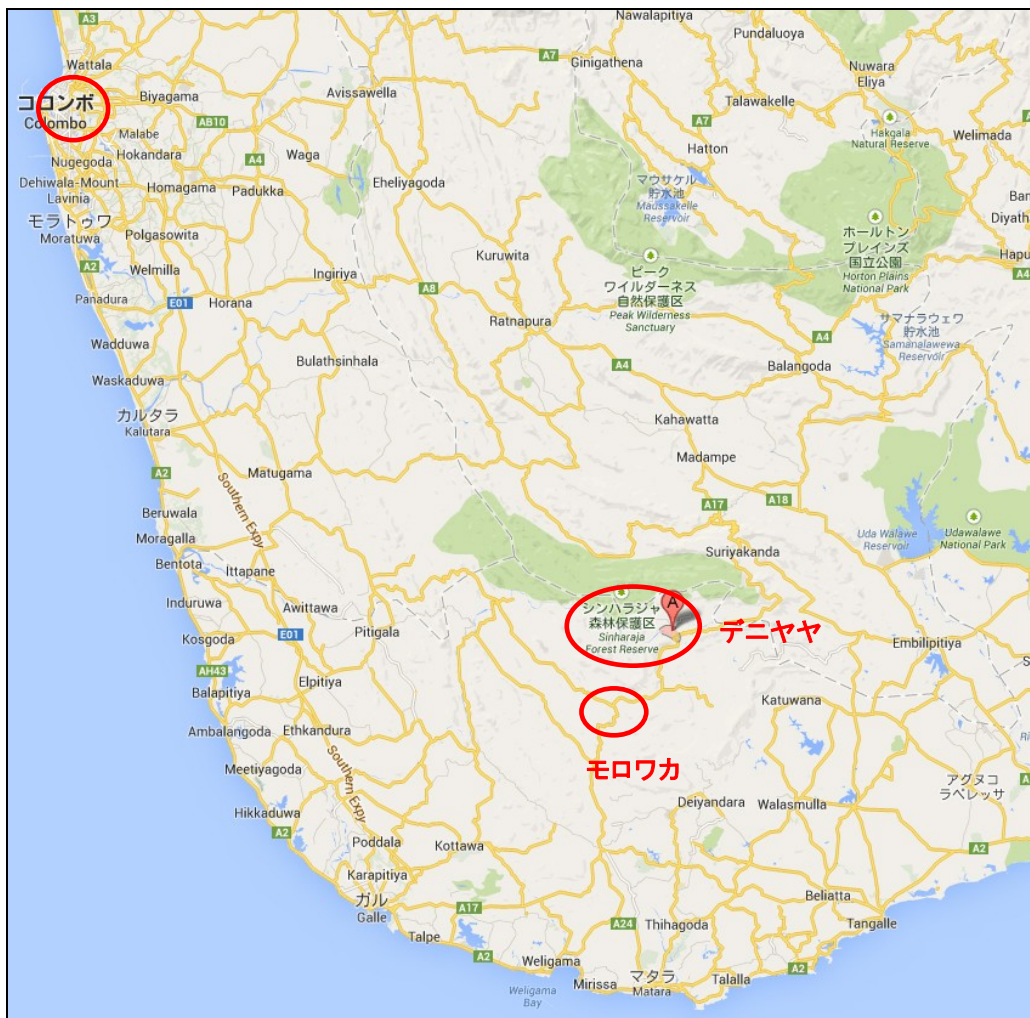 A3
Nawalapitiya
Pundaluoya
Wattala
A7
Ginigathena
Nuwara
Eliya
コロンボ
Colombo
Biyagama
Avissawella
Talawakelle
AB10
A7
Hakgala
Natural Reserve
Welimada
Malabe
Nugegoda
Hokandara
A4
Waga
Hatton
Dehiwala-Mount
Lavinia
Homagama
Padukka
Eheliyagoda
マウサケル
貯水池
Maussakelle
Reservoir
Ban
Diyath
モラトゥワ
Moratuwa
Polgasowita
ホールトン
プレインズ
国立公園
Horton Plains
National Park
Hapu
A4
A2
Welmilla
Ingiriya
Kuruwita
ピーク
ワイルダーネス
自然保護区
Peak Wilderness
Sanctuary
A8
Panadura
E01
Horana
Ratnapura
サマナラウェワ
貯水池
Samanalawewa
Reservoir
Wadduwa
A4
Bulathsinhala
A4
Balangoda
Waskaduwa
カルタラ
Kalutara
Kahawatta
Madampe
A2
Matugama
Southern Expy
A17
A18
Beruwala
Moragalla
Uda Walawe
Reservoir
Udawalawe
National Park
Bentota
Ittapane
Suriyakanda
Induruwa
Awittawa
シンハラジャ
森林保護区
Sinharaja
Forest Reserve
A
デニヤヤ
Kosgoda
E01
Pitigala
Embilipitiya
AH43
Balapitiya
Elpitiya
Katuwana
Ambalangoda
Ethkandura
モロワカ
Meetiyagoda
Southern Expy
アグヌコ
ラペレッサ
Hikkaduwa
A2
Deiyandara
Walasmulla
Poddala
Kottawa
A2
Karapitiya
ガル
Galle
A17
Beliatta
A24
Thihagoda
Tangalle
Talpe
A2
Weligama
マタラ
Matara
Talalla
A2
Mirissa
Weligama
Bay